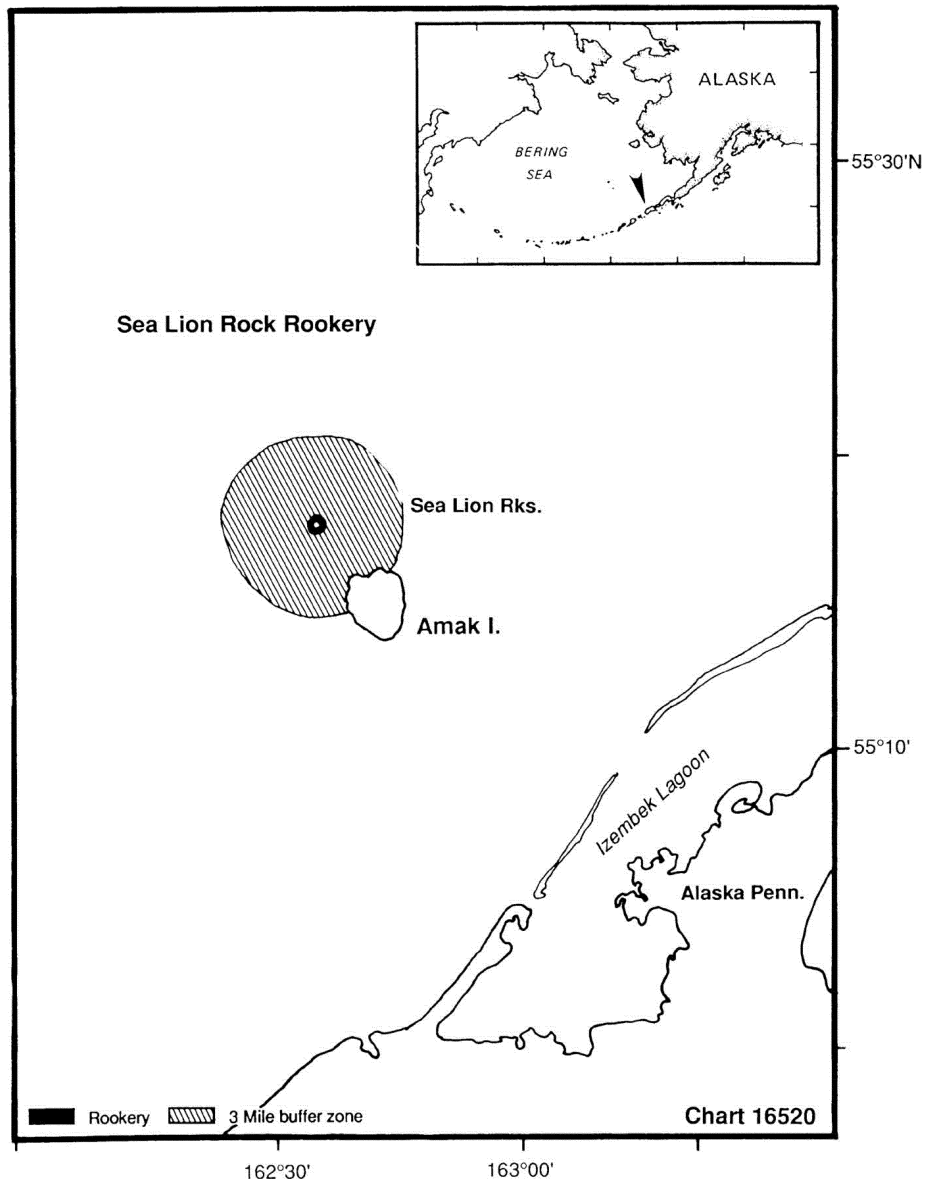 ALASKA
BERING
SEA
55°30'N
Sea Lion Rock Rookery
Sea Lion Rks.
Amak I.
55°10'
Izembek Lagoon
Alaska Penn.
Rookery
3 Mile buffer zone
Chart 16520
162°30'
163°00'